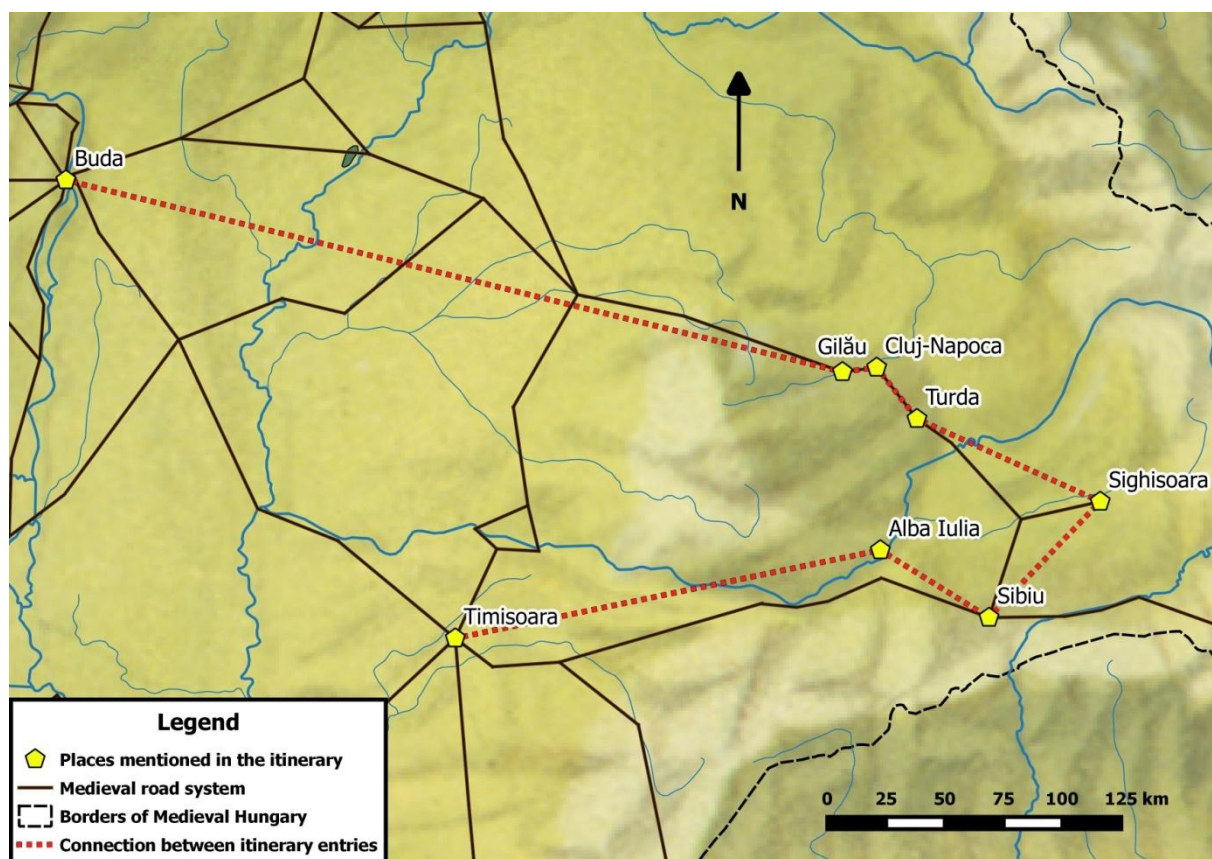 Buda
N
Gilău
Cluj-Napoca
Turda
Sighisoara
Alba Iulia
Sibiu
Timisoara
Legend
Places mentioned in the itinerary
Medieval road system
Borders of Medieval Hungary
Connection between itinerary entries
0 25 50 75 100 125 km